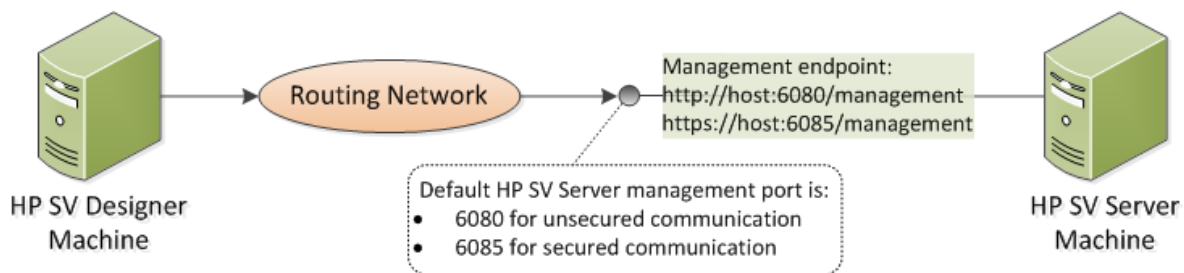 HP SV Designer
Machine
Routing Network
Management endpoint:
http://host:6080/management
https://host:6085/management
Default HP SV Server management port is:
• 6080 for unsecured communication
• 6085 for secured communication
HP SV Server
Machine